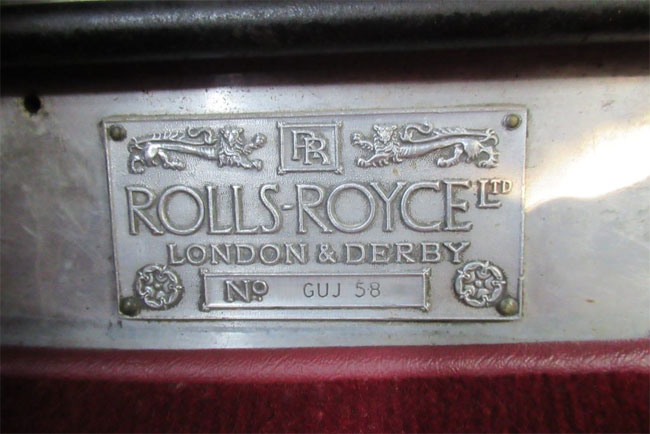 RR
ROLLS-ROYCE LTD
LONDON & DERBY
No GUJ 58